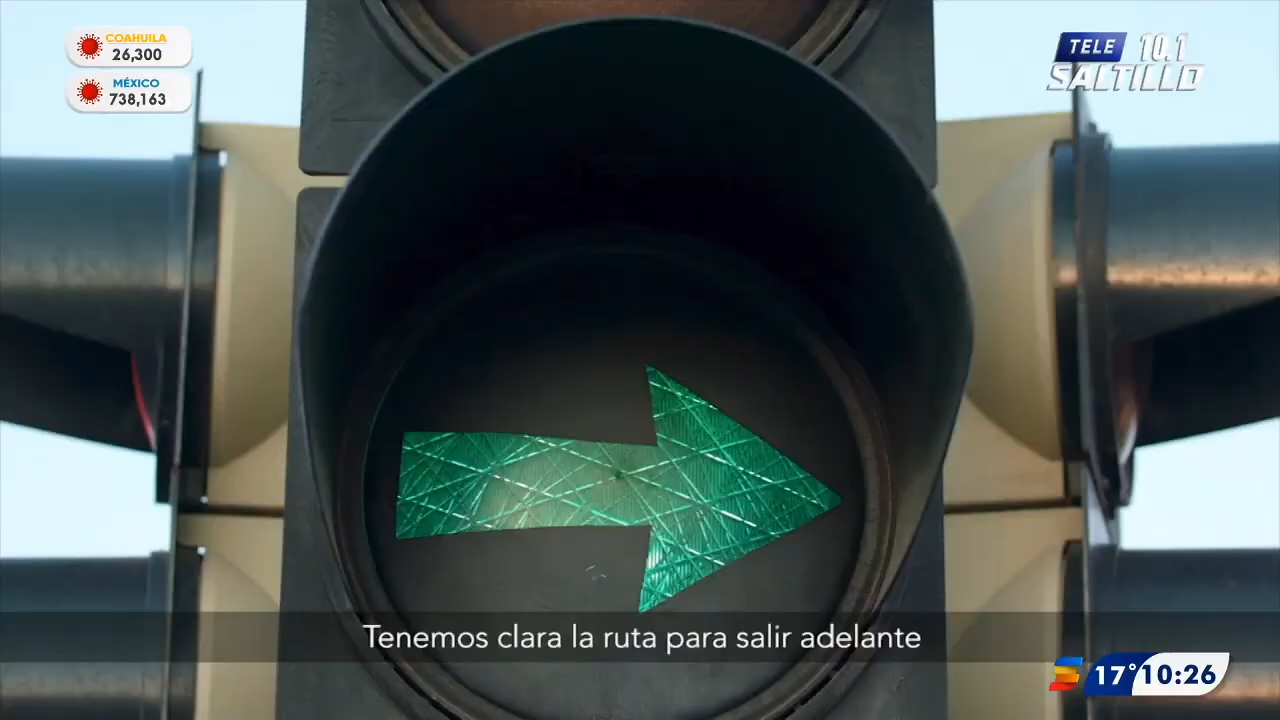 COAHUILA
26,300
MÉXICO
738,163
TELE 10.1
SALTILLO
Tenemos clara la ruta para salir adelante
17° 10:26